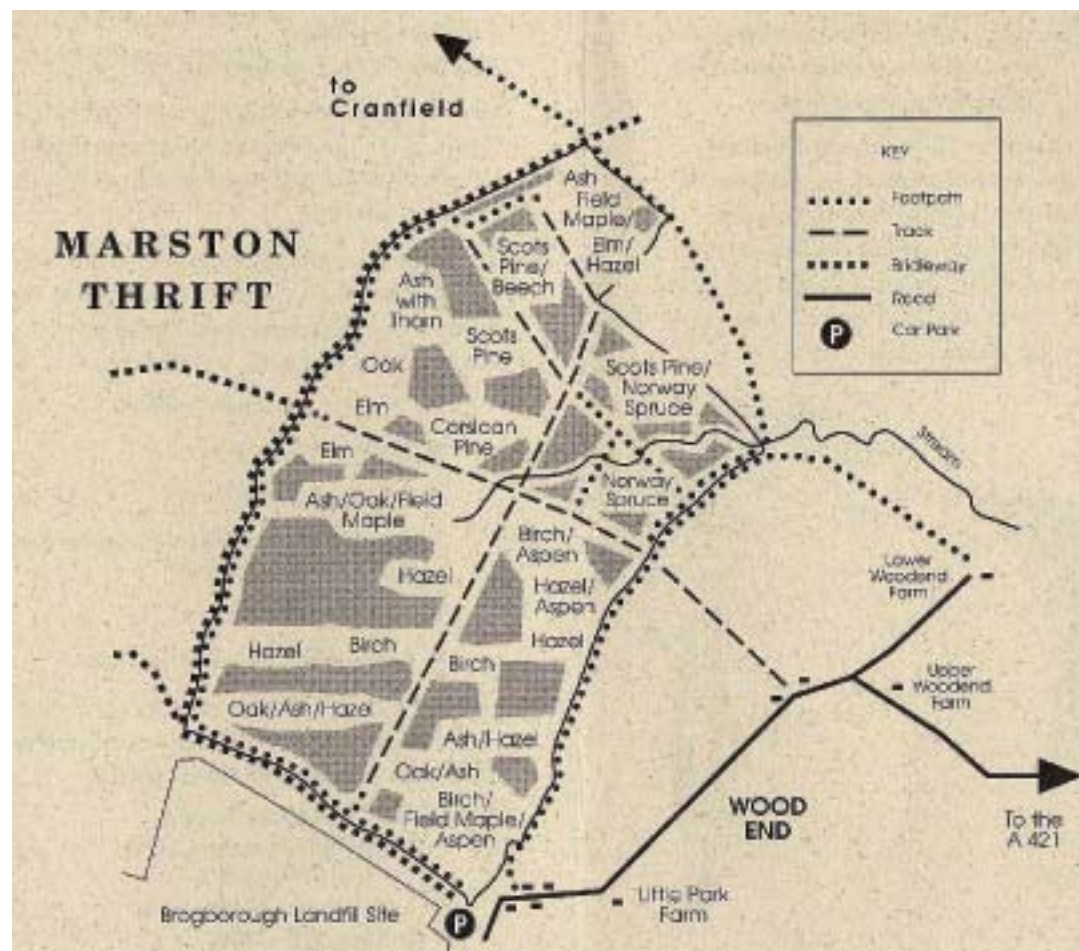 to
Cranfield
MARSTON
THRIFT
KEY
Footpath
Track
Bridleway
Road
P
Car Park
Ash
Field
Maple/
Elm/
Hazel
Scots
Pine/
Beech
Ash
with
Thorn
Scots
Pine
Oak
Scots Pine/
Norway
Spruce
Elm
Corsican
Pine
Stream
Elm
Norway
Spruce
Ash/Oak/Field
Maple
Birch/
Aspen
Hazel
Hazel/
Aspen
Lower
Woodend
Farm
Hazel
Birch
Hazel
Birch
Upper
Woodend
Farm
Oak/Ash/Hazel
Ash/Hazel
Oak/Ash
Birch/
Field Maple/
Aspen
WOOD
END
To the
A 421
Brogborough Landfill Site
P
Little Park
Farm